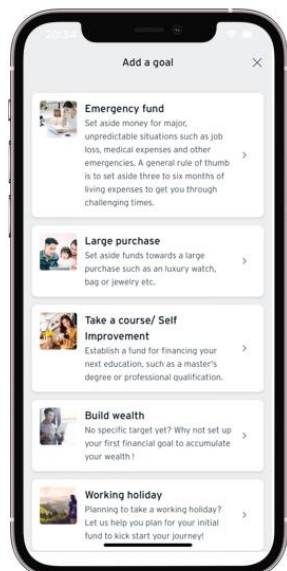 20:34
Add a goal
Emergency fund
Set aside money for major,
unpredictable situations such as job
loss, medical expenses and other
emergencies. A general rule of thumb
is to set aside three to six months of
living expenses to get you through
challenging times.
Large purchase
Set aside funds towards a large
purchase such as an luxury watch,
bag or jewelry etc.
Take a course/ Self
Improvement
Establish a fund for financing your
next education, such as a master's
degree or professional qualification.
Build wealth
No specific target yet? Why not set up
your first financial goal to accumulate
your wealth !
Working holiday
Planning to take a working holiday?
Let us help you plan for your initial
fund to kick start your journey!